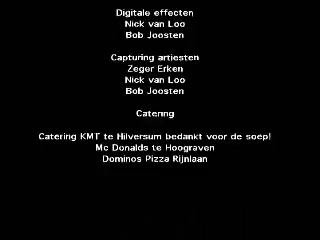 Digitale effecten
Nick van Loo
Bob Joosten
Capturing artiesten
Zeger Erken
Nick van Loo
Bob Joosten
Catering
Catering KMT te Hilversum bedankt voor de soep!
Mc Donalds te Hoograven
Dominos Pizza Rijnlaan